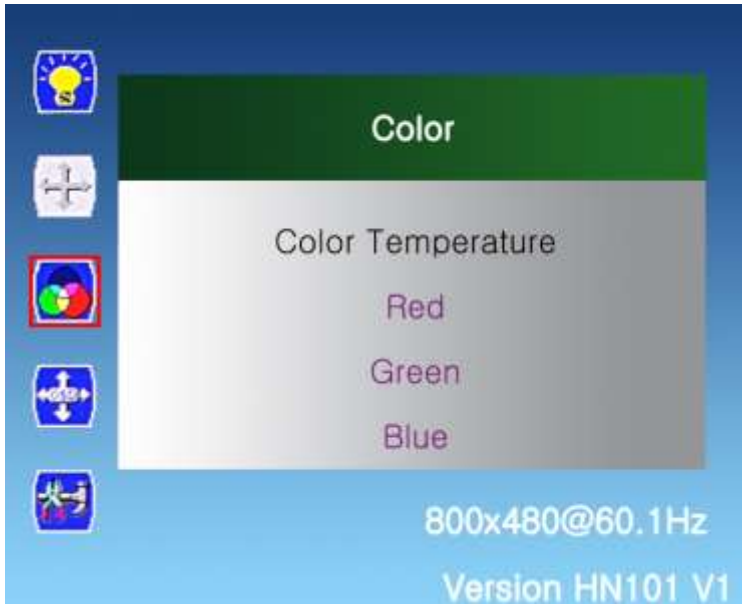 Color
Color Temperature
Red
Green
Blue
800x480@60.1Hz
Version HN101 V1